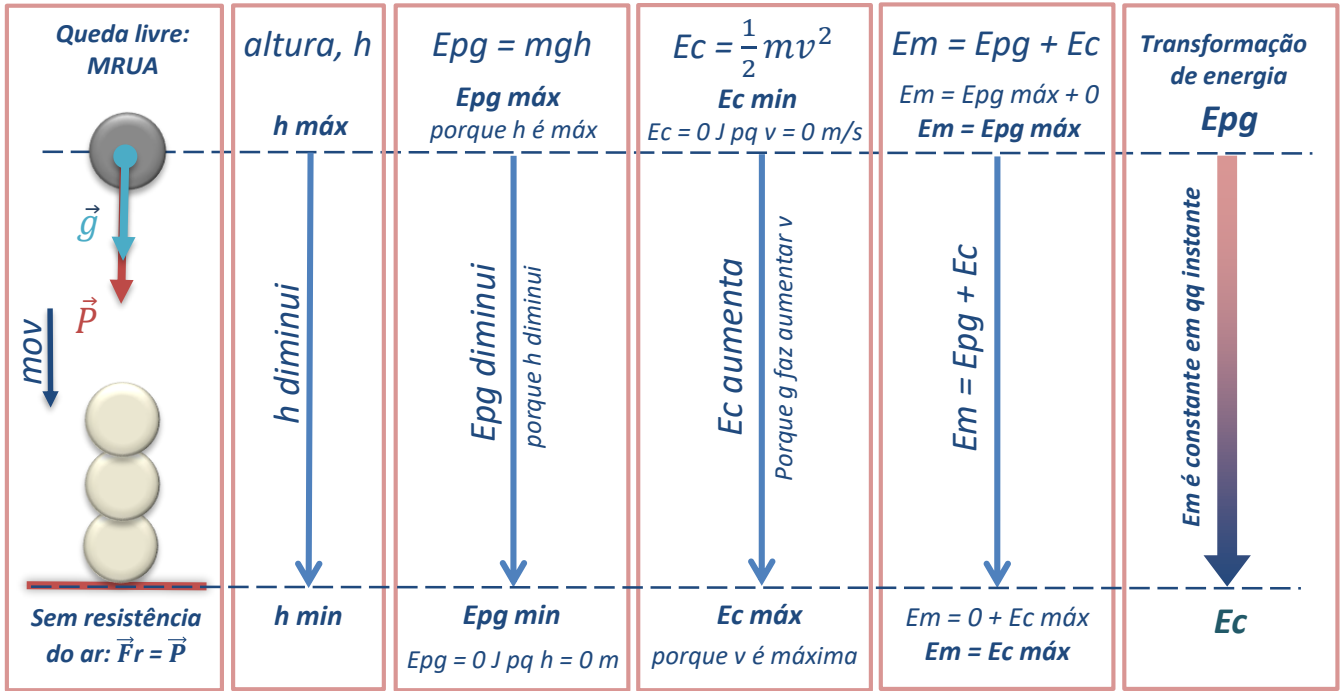 Queda livre:
MRUA
g⃗
P⃗
mov
Sem resistência
do ar: F⃗r = P⃗
altura, h
h máx
h diminui
h min
Epg = mgh
Epg máx
porque h é máx
Epg diminui
porque h diminui
Epg min
Epg = 0 J pq h = 0 m
Ec = 1/2 mv²
Ec min
Ec = 0 J pq v = 0 m/s
Ec aumenta
Porque g faz aumentar v
Ec máx
porque v é máxima
Em = Epg + Ec
Em = Epg máx + 0
Em = Epg máx
Em = Epg + Ec
Em = 0 + Ec máx
Em = Ec máx
Transformação
de energia
Epg
Em é constante em qq instante
Ec